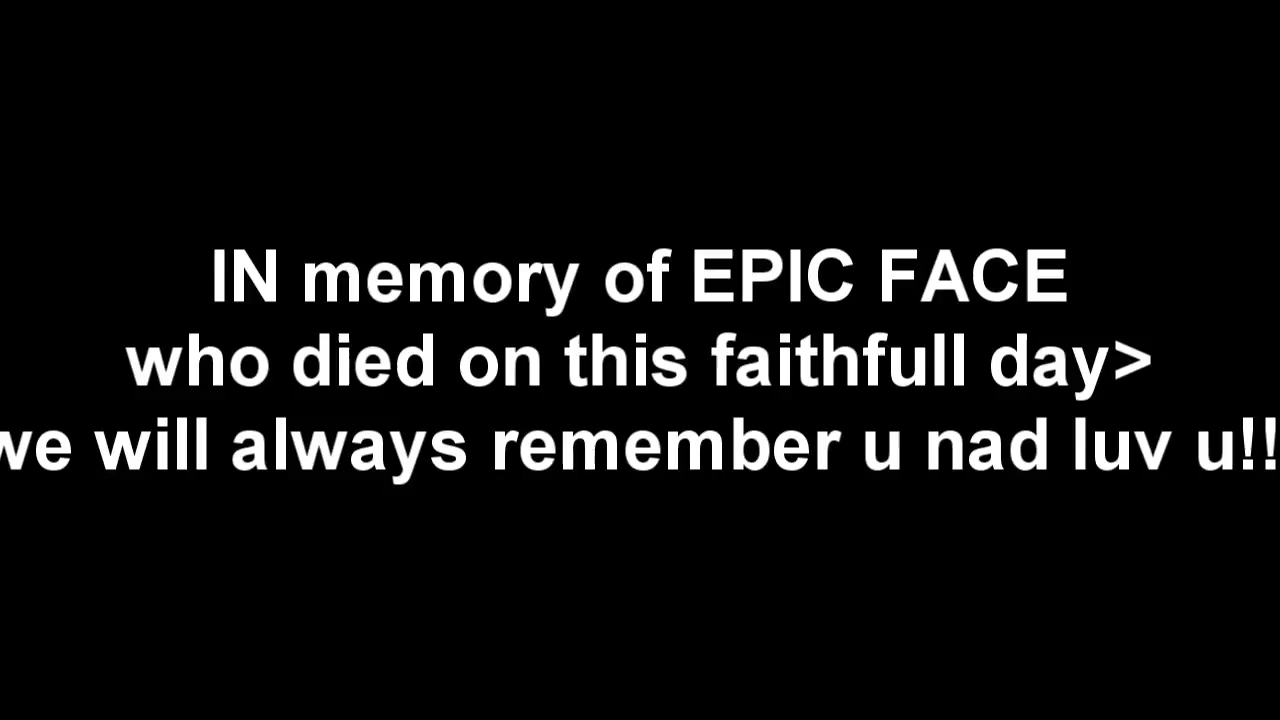 IN memory of EPIC FACE
who died on this faithfull day>
we will always remember u nad luv u!!